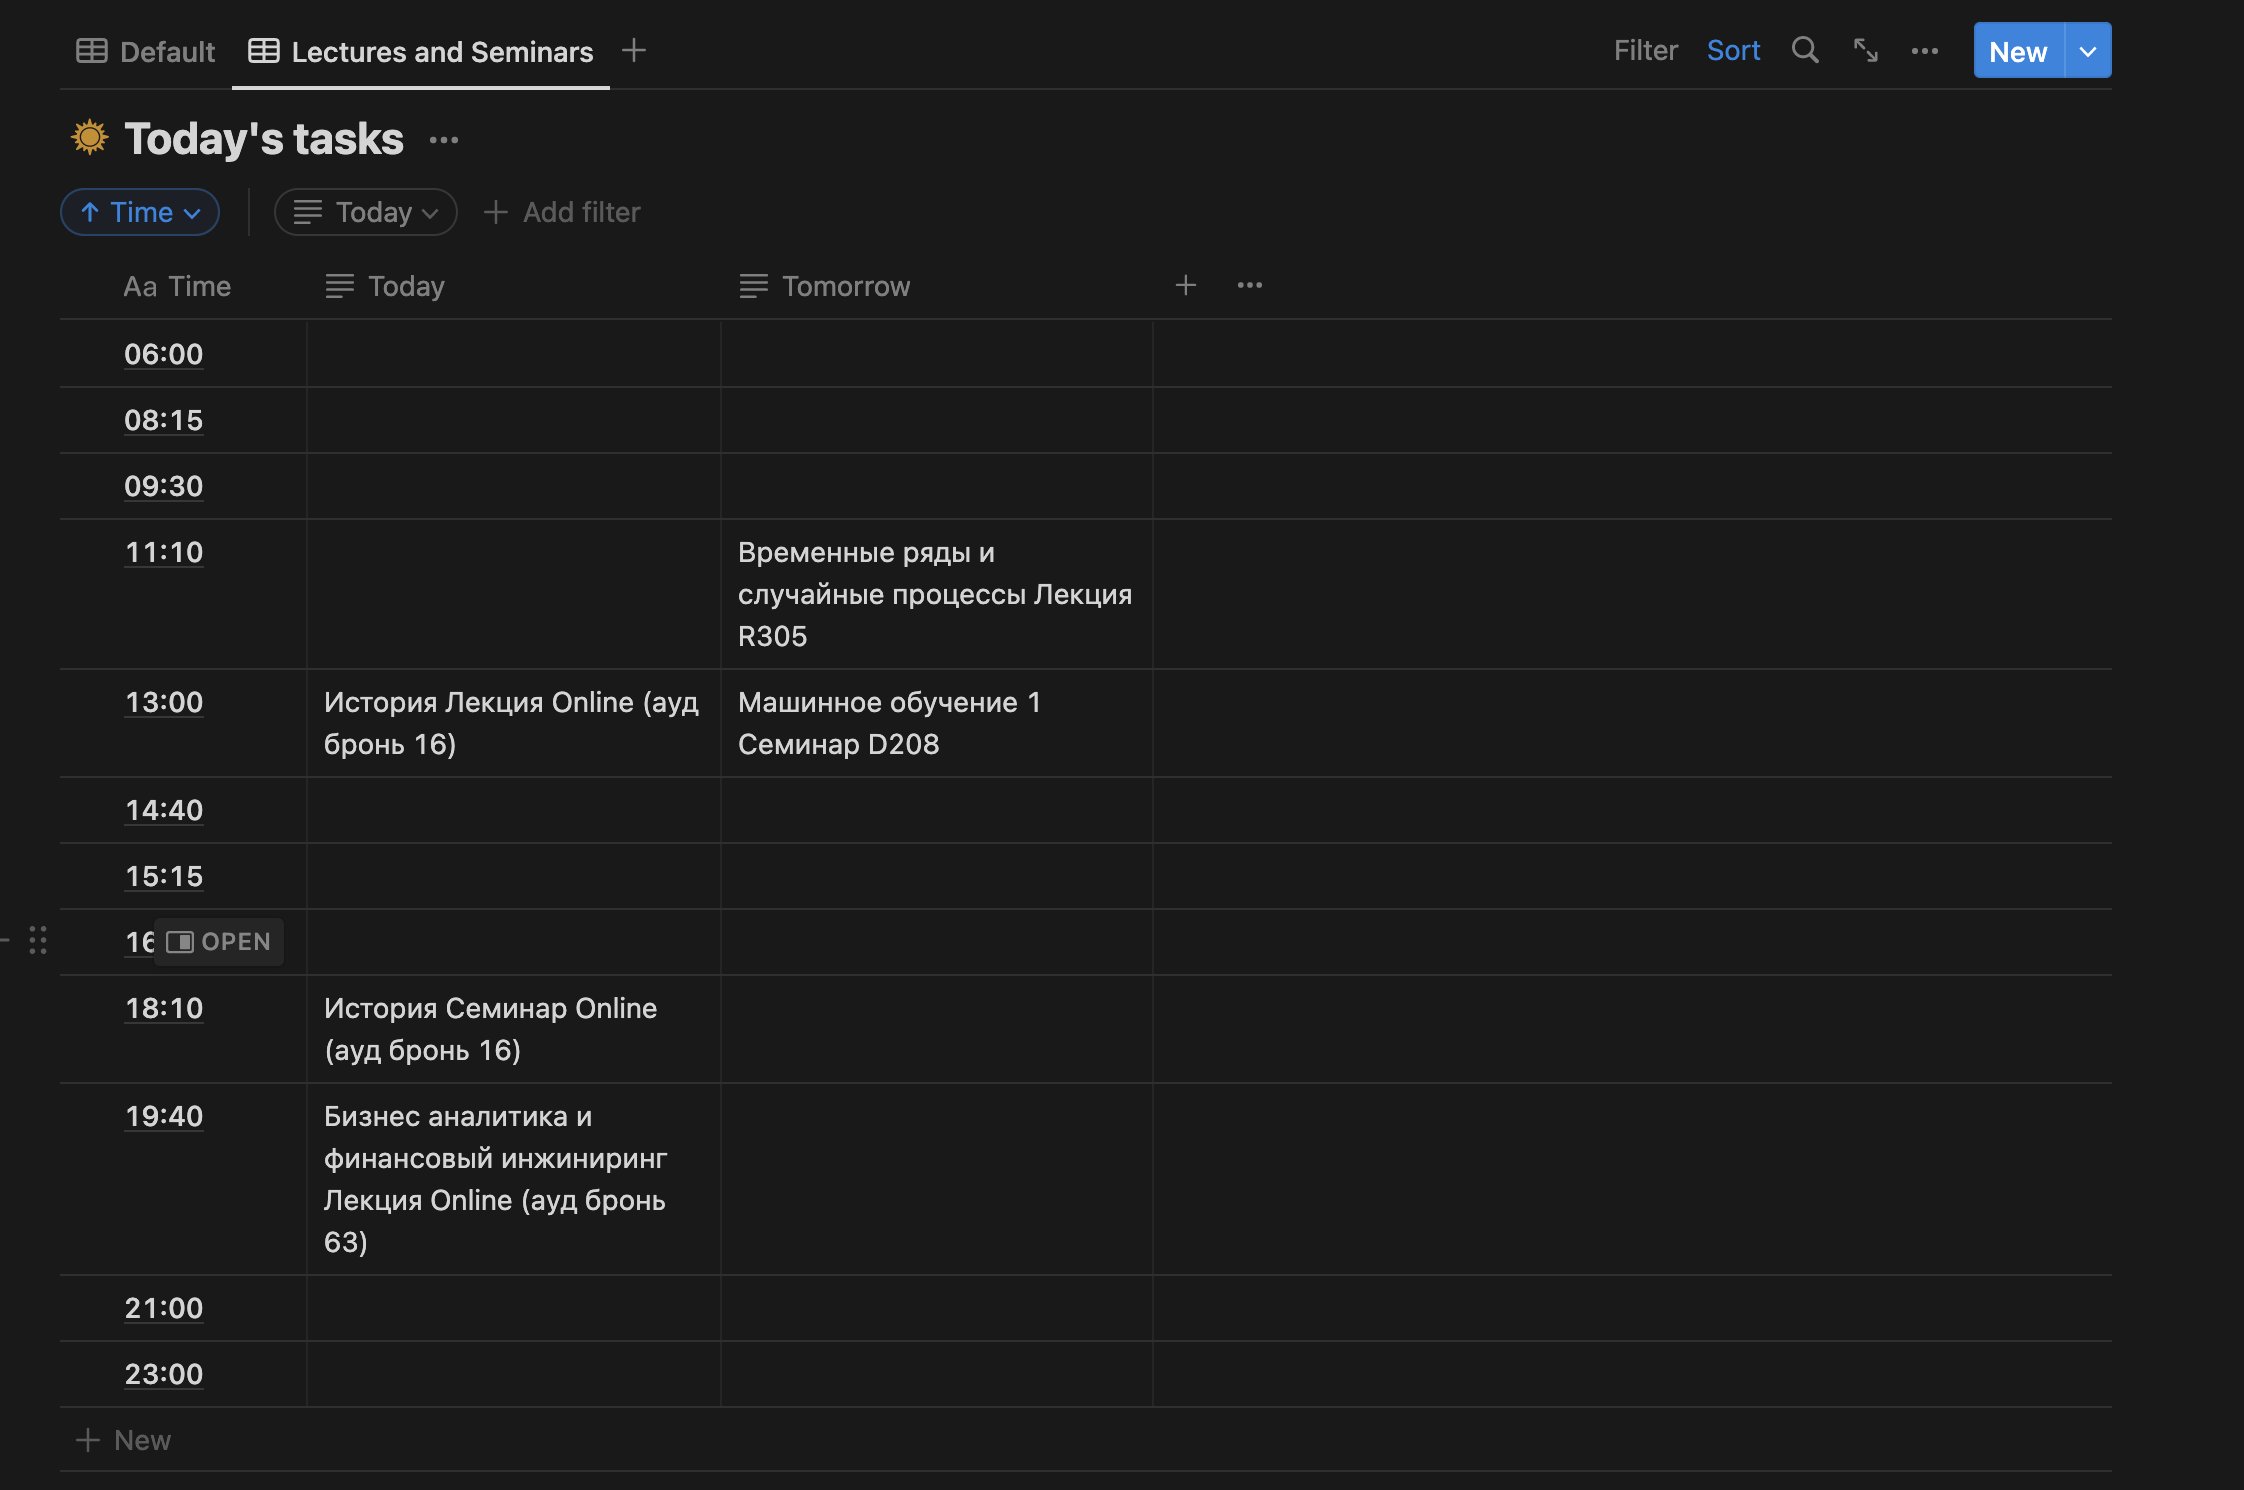 Default
Lectures and Seminars
Filter
Sort
New
Today's tasks
Time
Today
Add filter
Aa Time
Today
Tomorrow
06:00
08:15
09:30
11:10
Временные ряды и
случайные процессы Лекция
R305
13:00
История Лекция Online (ауд
бронь 16)
Машинное обучение 1
Семинар D208
14:40
15:15
16
OPEN
18:10
История Семинар Online
(ауд бронь 16)
19:40
Бизнес аналитика и
финансовый инжиниринг
Лекция Online (ауд бронь
63)
21:00
23:00
New